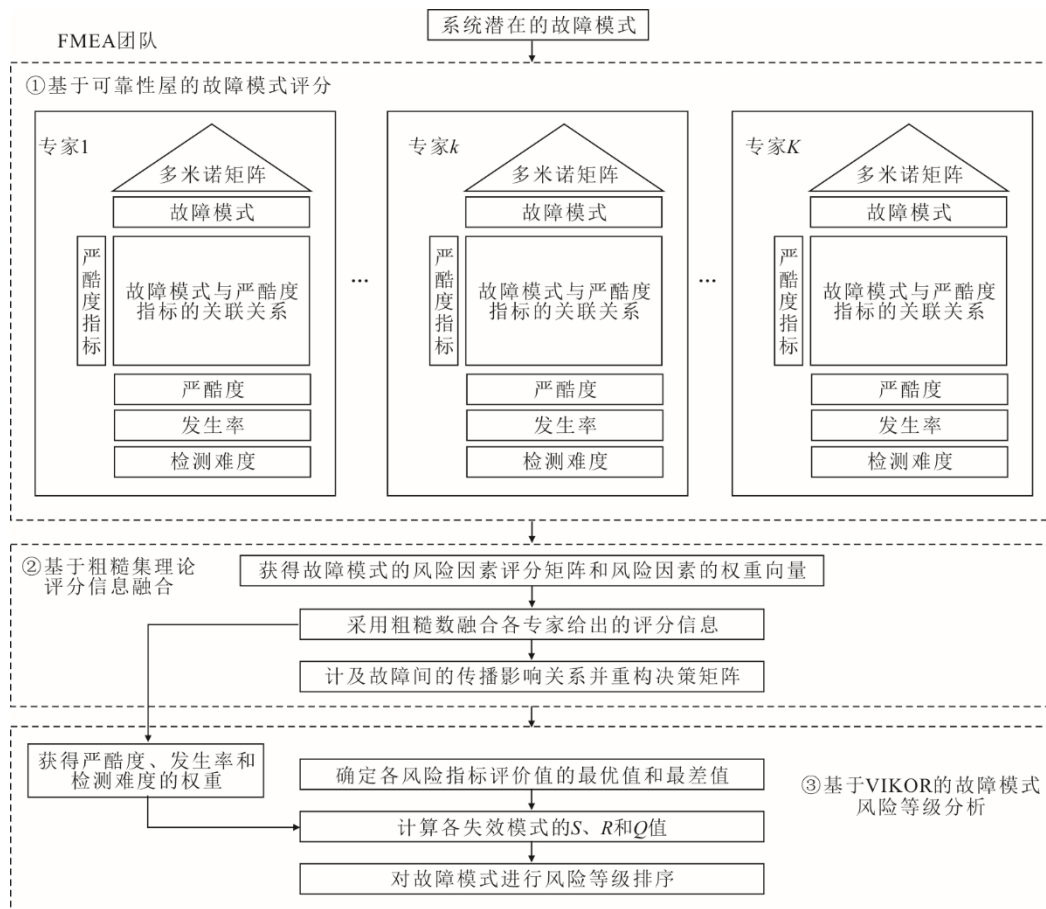 系统潜在的故障模式
FMEA团队
①基于可靠性屋的故障模式评分
专家1
多米诺矩阵
故障模式
严酷度指标
故障模式与严酷度
指标的关联关系
严酷度
发生率
检测难度
…
专家k
多米诺矩阵
故障模式
严酷度指标
故障模式与严酷度
指标的关联关系
严酷度
发生率
检测难度
…
专家K
多米诺矩阵
故障模式
严酷度指标
故障模式与严酷度
指标的关联关系
严酷度
发生率
检测难度
②基于粗糙集理论
评分信息融合
获得故障模式的风险因素评分矩阵和风险因素的权重向量
采用粗糙数融合各专家给出的评分信息
计及故障间的传播影响关系并重构决策矩阵
获得严酷度、发生率和
检测难度的权重
确定各风险指标评价值的最优值和最差值
计算各失效模式的S、R和Q值
对故障模式进行风险等级排序
③基于VIKOR的故障模式
风险等级分析